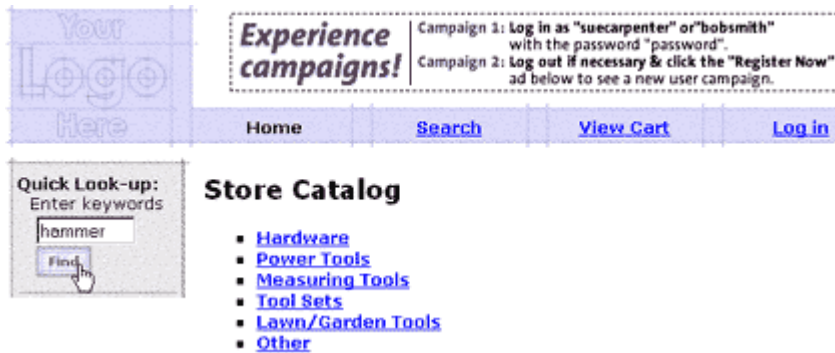 Your
Logo
Here
Experience
campaigns!
Campaign 1: Log in as "suecarpenter" or"bobsmith"
with the password "password".
Campaign 2: Log out if necessary & click the "Register Now"
ad below to see a new user campaign.
Home
Search
View Cart
Log in
Quick Look-up:
Enter keywords
hammer
Find
Store Catalog
Hardware
Power Tools
Measuring Tools
Tool Sets
Lawn/Garden Tools
Other